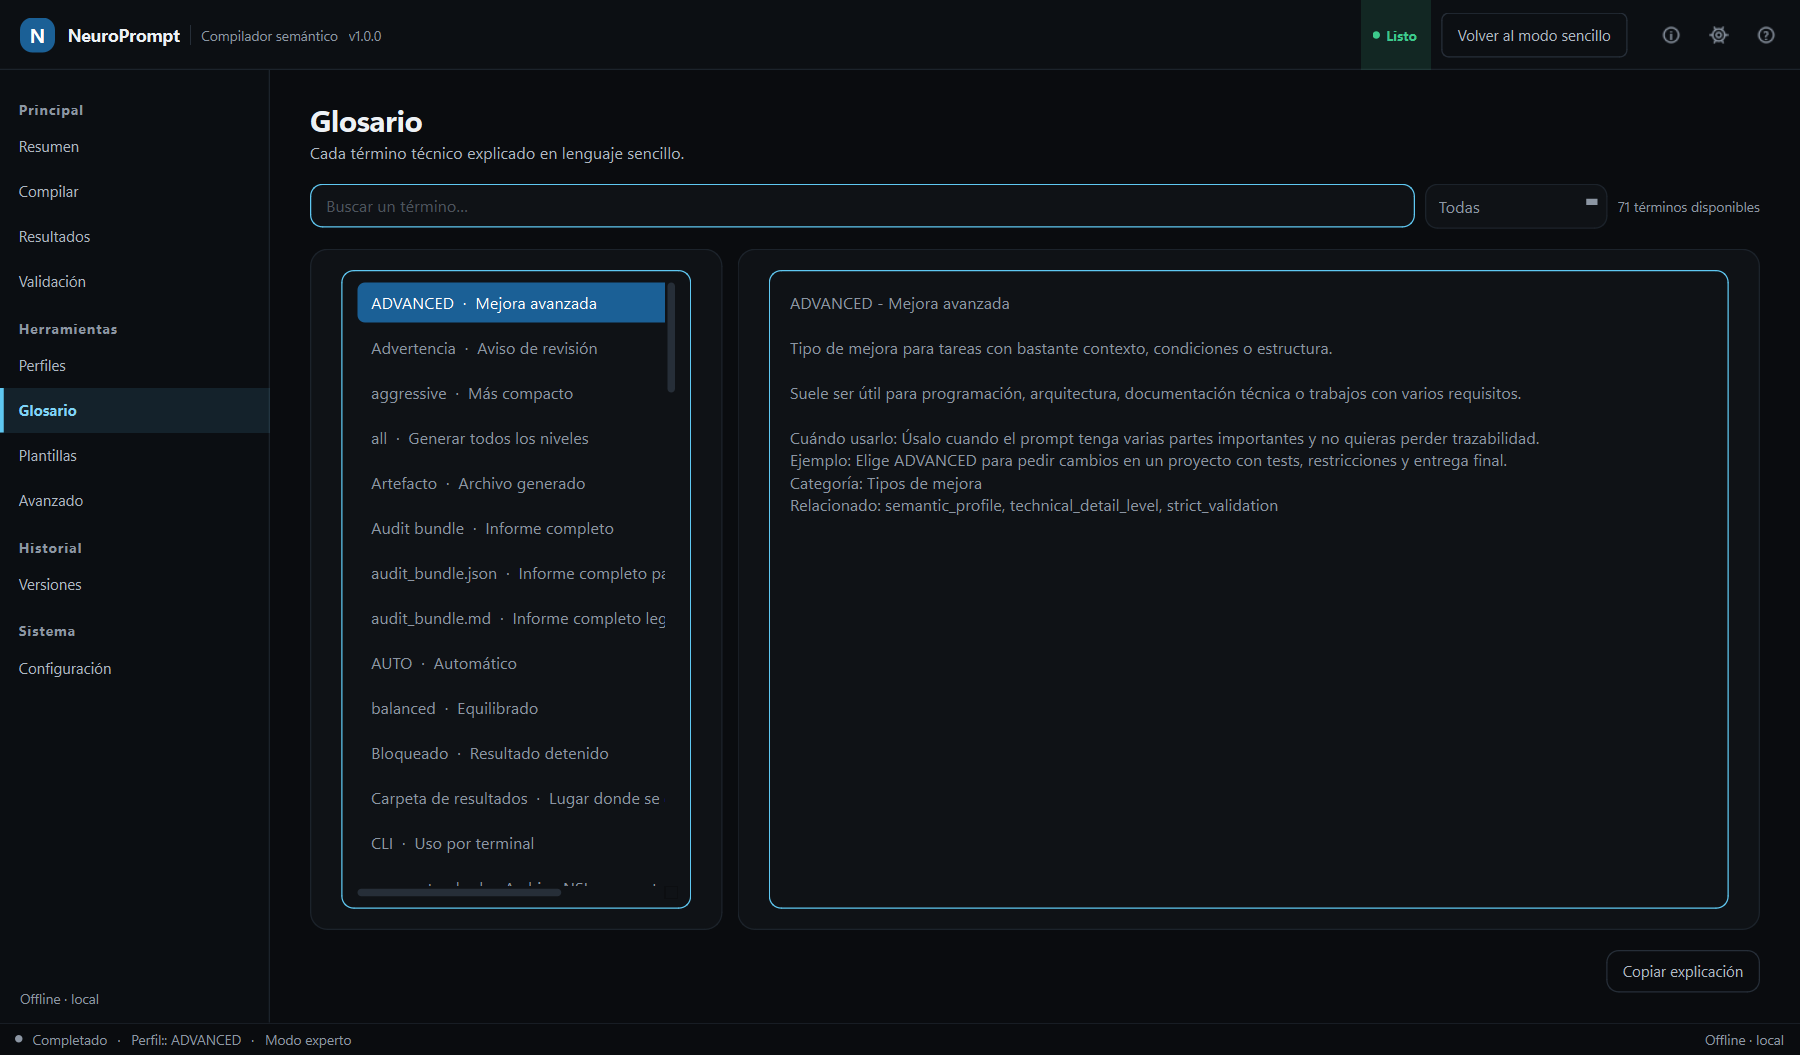 N NeuroPrompt Compilador semántico v1.0.0
Listo
Volver al modo sencillo
Principal
Resumen
Compilar
Resultados
Validación
Herramientas
Perfiles
Glosario
Plantillas
Avanzado
Historial
Versiones
Sistema
Configuración
Offline · local
Glosario
Cada término técnico explicado en lenguaje sencillo.
Buscar un término...
Todas
71 términos disponibles
ADVANCED · Mejora avanzada
Advertencia · Aviso de revisión
aggressive · Más compacto
all · Generar todos los niveles
Artefacto · Archivo generado
Audit bundle · Informe completo
audit_bundle.json · Informe completo pa
audit_bundle.md · Informe completo leg
AUTO · Automático
balanced · Equilibrado
Bloqueado · Resultado detenido
Carpeta de resultados · Lugar donde se
CLI · Uso por terminal
ADVANCED - Mejora avanzada
Tipo de mejora para tareas con bastante contexto, condiciones o estructura.
Suele ser útil para programación, arquitectura, documentación técnica o trabajos con varios requisitos.
Cuándo usarlo: Úsalo cuando el prompt tenga varias partes importantes y no quieras perder trazabilidad.
Ejemplo: Elige ADVANCED para pedir cambios en un proyecto con tests, restricciones y entrega final.
Categoría: Tipos de mejora
Relacionado: semantic_profile, technical_detail_level, strict_validation
Copiar explicación
Completado · Perfil:: ADVANCED · Modo experto
Offline · local